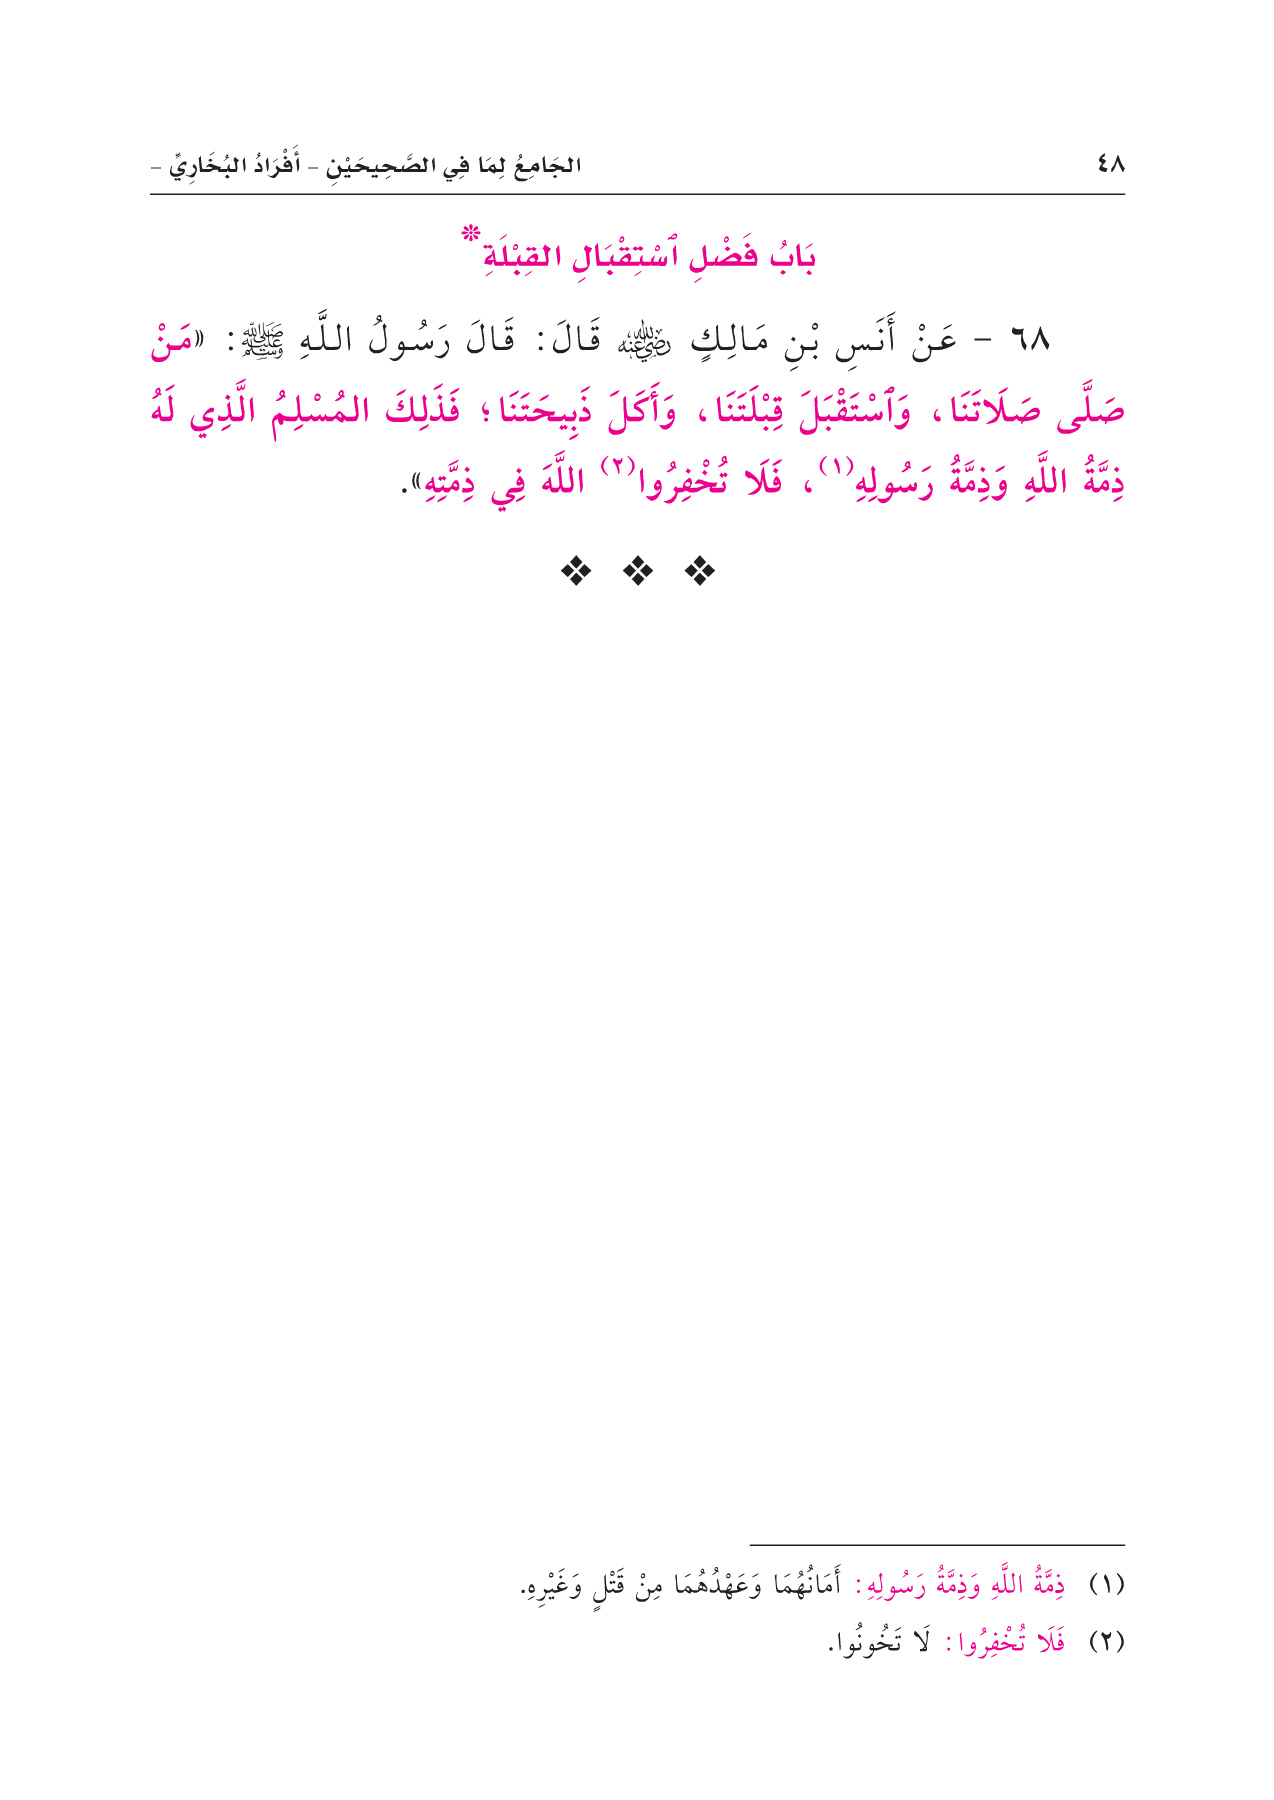 ٤٨ الجَامِعُ لِمَا فِي الصَّحِيحَيْنِ – أَفْرَادُ البُخَارِيِّ –
بَابُ فَضْلِ ٱسْتِقْبَالِ القِبْلَةِ*
٦٨ – عَنْ أَنَسِ بْنِ مَالِكٍ رضي الله عنه قَالَ: قَالَ رَسُولُ اللَّهِ ﷺ: «مَنْ
صَلَّى صَلَاتَنَا، وَٱسْتَقْبَلَ قِبْلَتَنَا، وَأَكَلَ ذَبِيحَتَنَا؛ فَذَلِكَ المُسْلِمُ الَّذِي لَهُ
ذِمَّةُ اللَّهِ وَذِمَّةُ رَسُولِهِ(١)، فَلَا تُخْفِرُوا(٢) اللَّهَ فِي ذِمَّتِهِ».
(١) ذِمَّةُ اللَّهِ وَذِمَّةُ رَسُولِهِ: أَمَانُهُمَا وَعَهْدُهُمَا مِنْ قَتْلٍ وَغَيْرِهِ.
(٢) فَلَا تُخْفِرُوا: لَا تَخُونُوا.